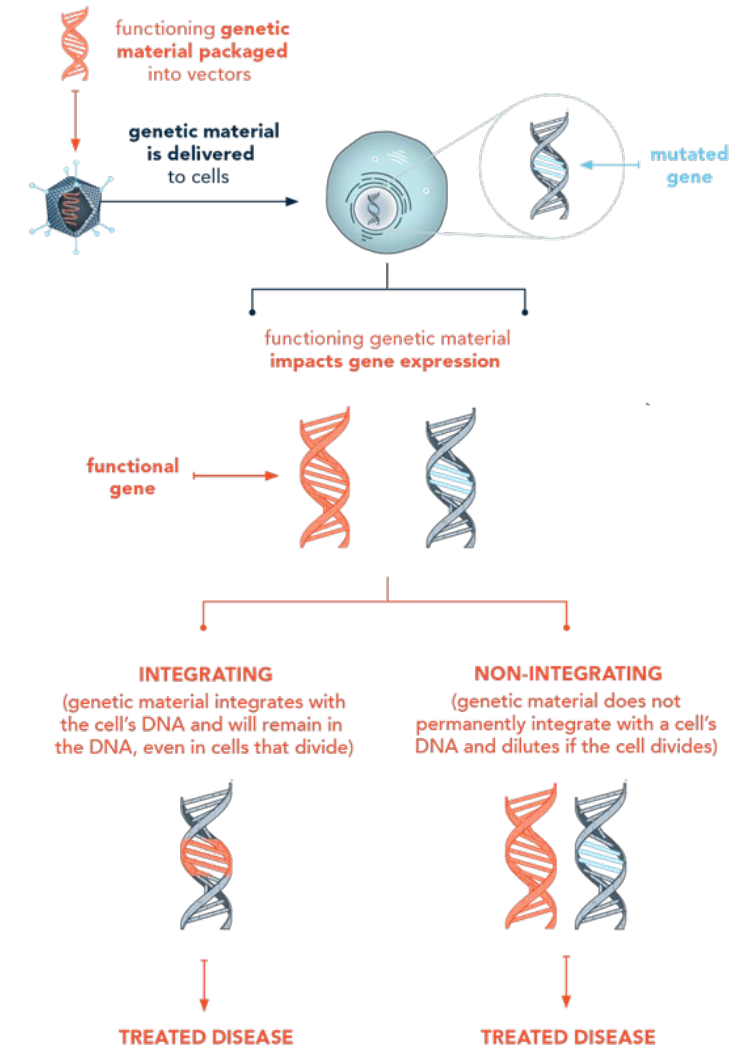 functioning genetic
material packaged
into vectors
genetic material
is delivered
to cells
mutated
gene
functioning genetic material
impacts gene expression
functional
gene
INTEGRATING
(genetic material integrates with
the cell's DNA and will remain in
the DNA, even in cells that divide)
NON-INTEGRATING
(genetic material does not
permanently integrate with a cell's
DNA and dilutes if the cell divides)
TREATED DISEASE
TREATED DISEASE